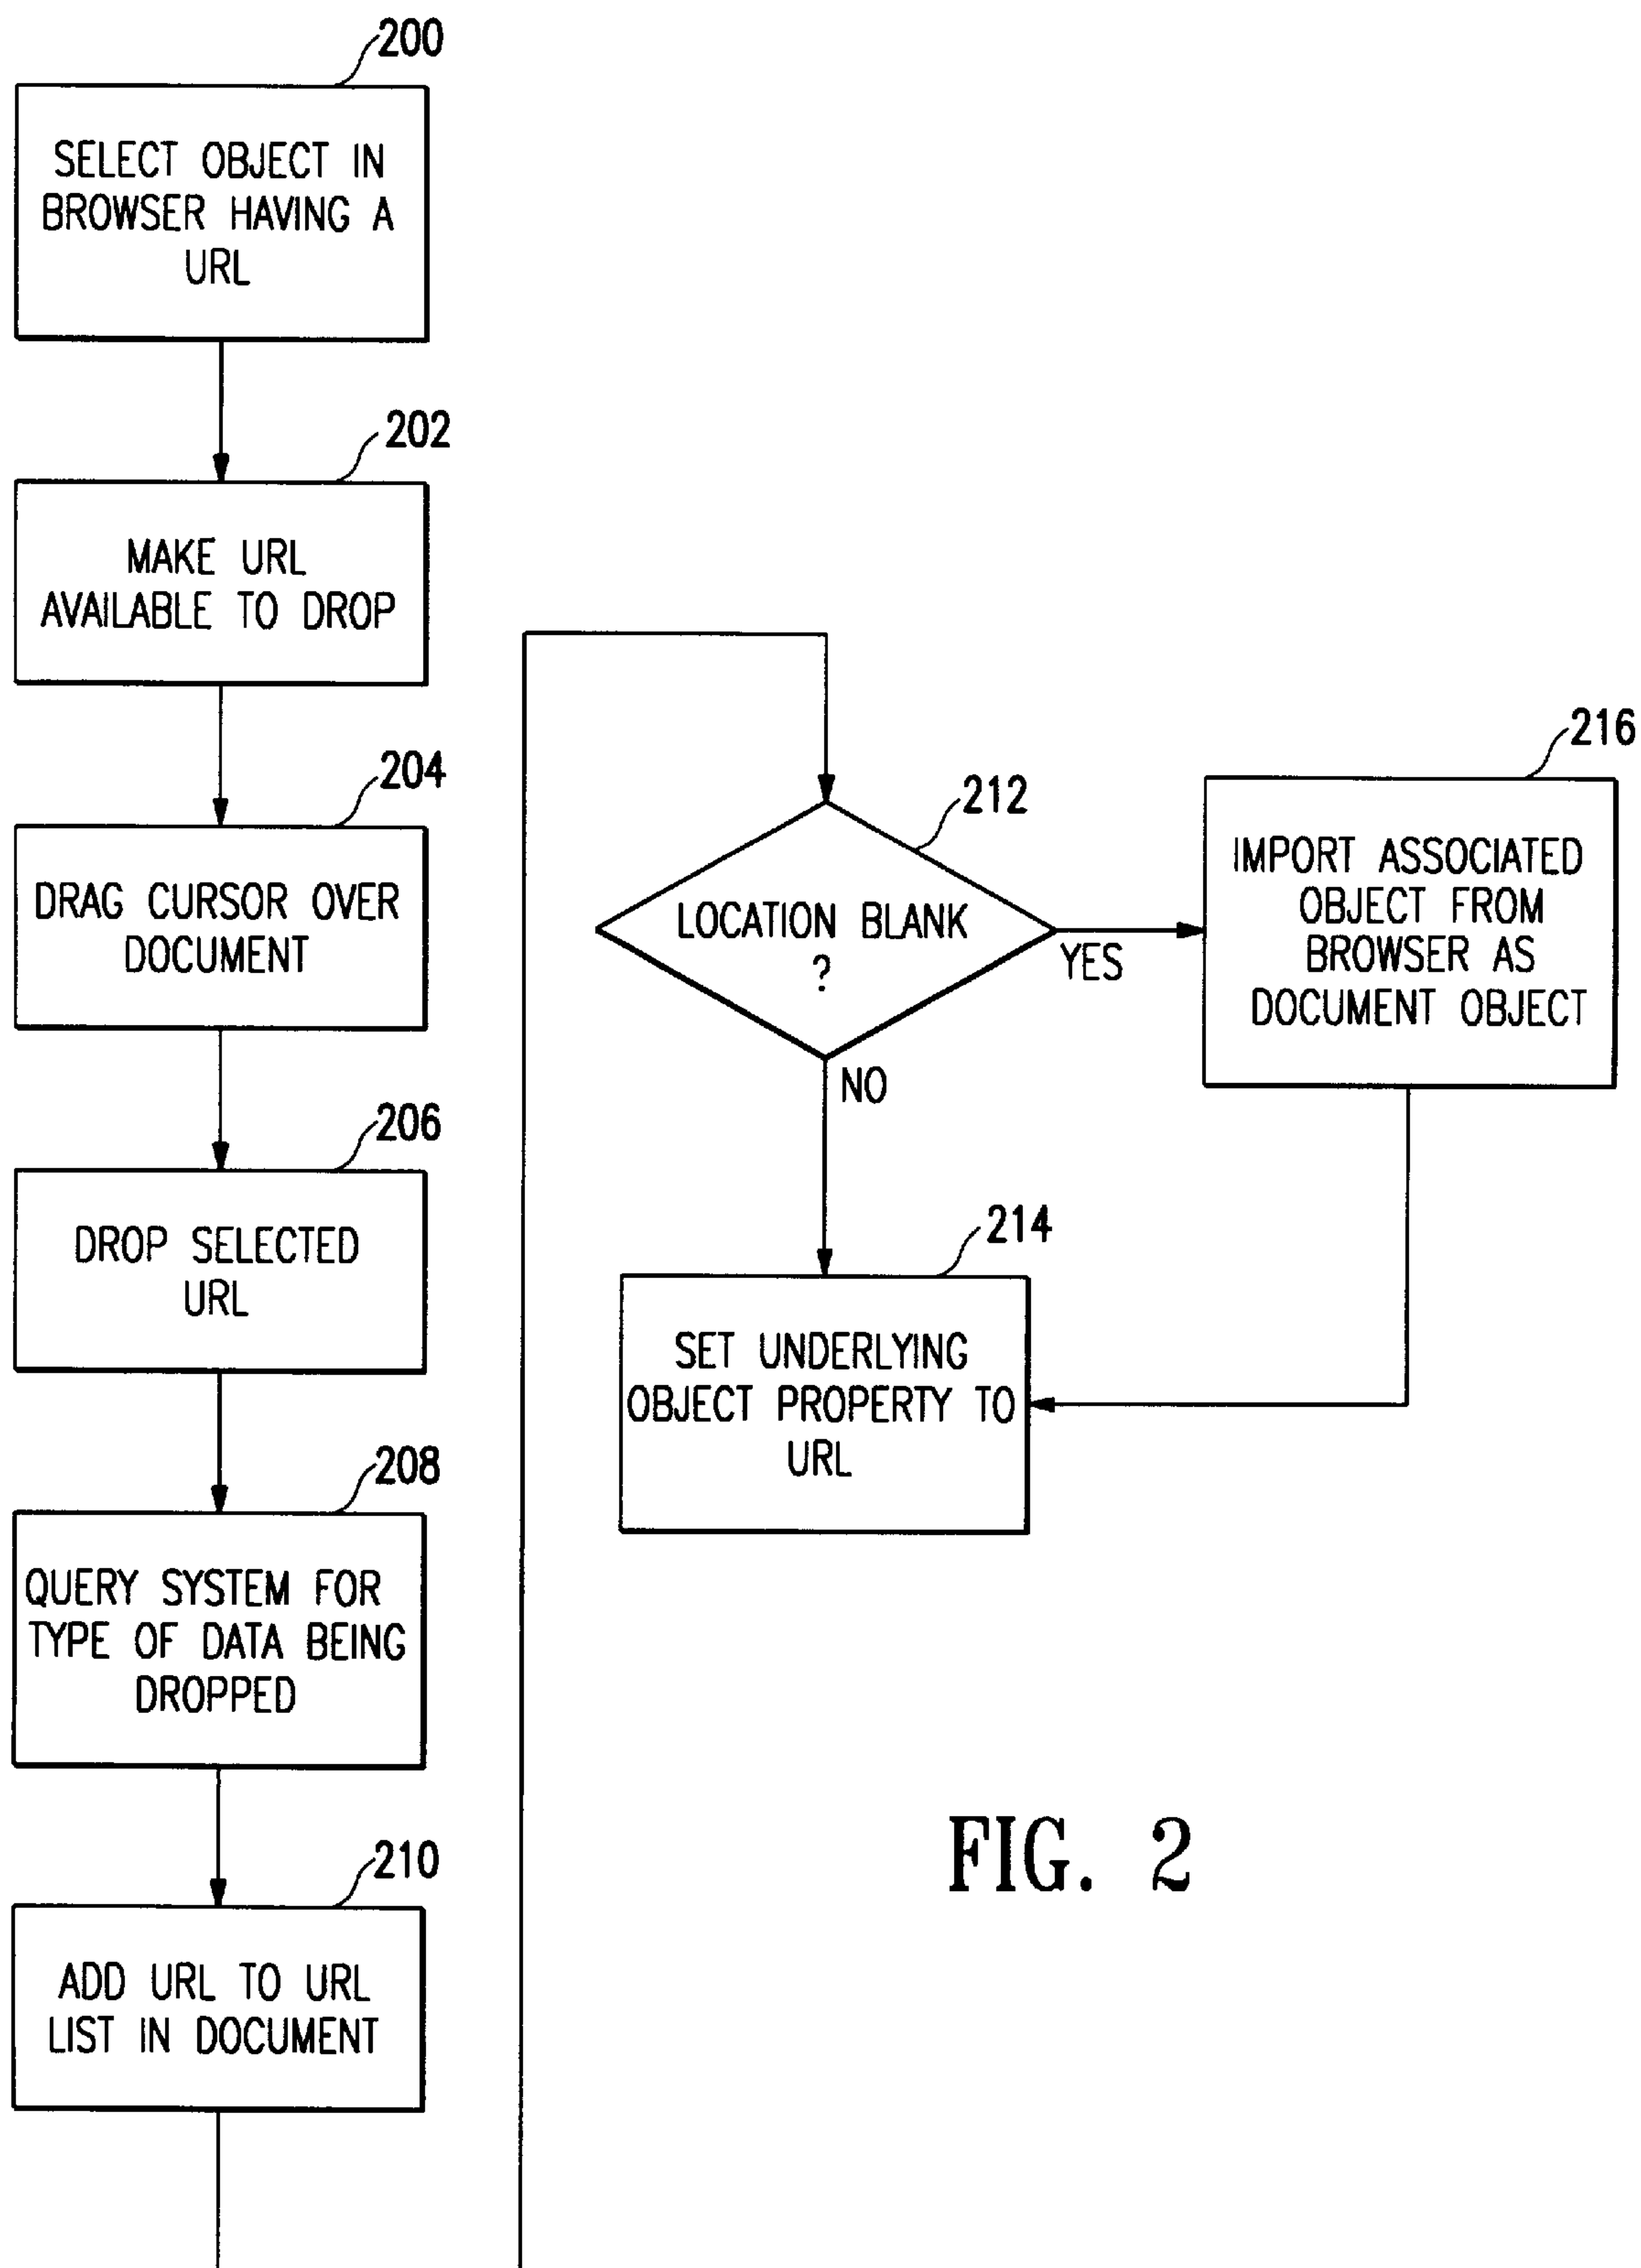 200
SELECT OBJECT IN
BROWSER HAVING A
URL
202
MAKE URL
AVAILABLE TO DROP
204
DRAG CURSOR OVER
DOCUMENT
206
DROP SELECTED
URL
208
QUERY SYSTEM FOR
TYPE OF DATA BEING
DROPPED
210
ADD URL TO URL
LIST IN DOCUMENT
212
LOCATION BLANK
?
YES
NO
216
IMPORT ASSOCIATED
OBJECT FROM
BROWSER AS
DOCUMENT OBJECT
214
SET UNDERLYING
OBJECT PROPERTY TO
URL
FIG. 2